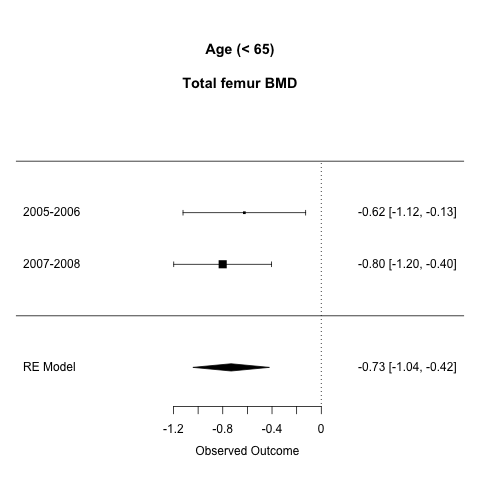 Age (< 65)
Total femur BMD
2005-2006 -0.62 [-1.12, -0.13]
2007-2008 -0.80 [-1.20, -0.40]
RE Model -0.73 [-1.04, -0.42]
-1.2 -0.8 -0.4 0
Observed Outcome